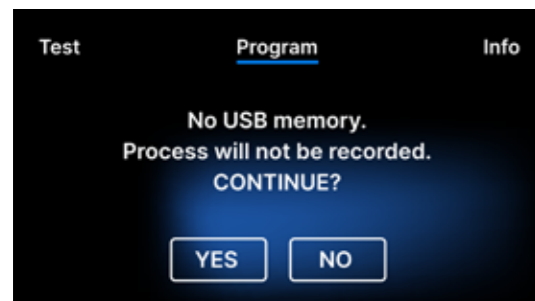 Test Program Info
No USB memory.
Process will not be recorded.
CONTINUE?
YES NO